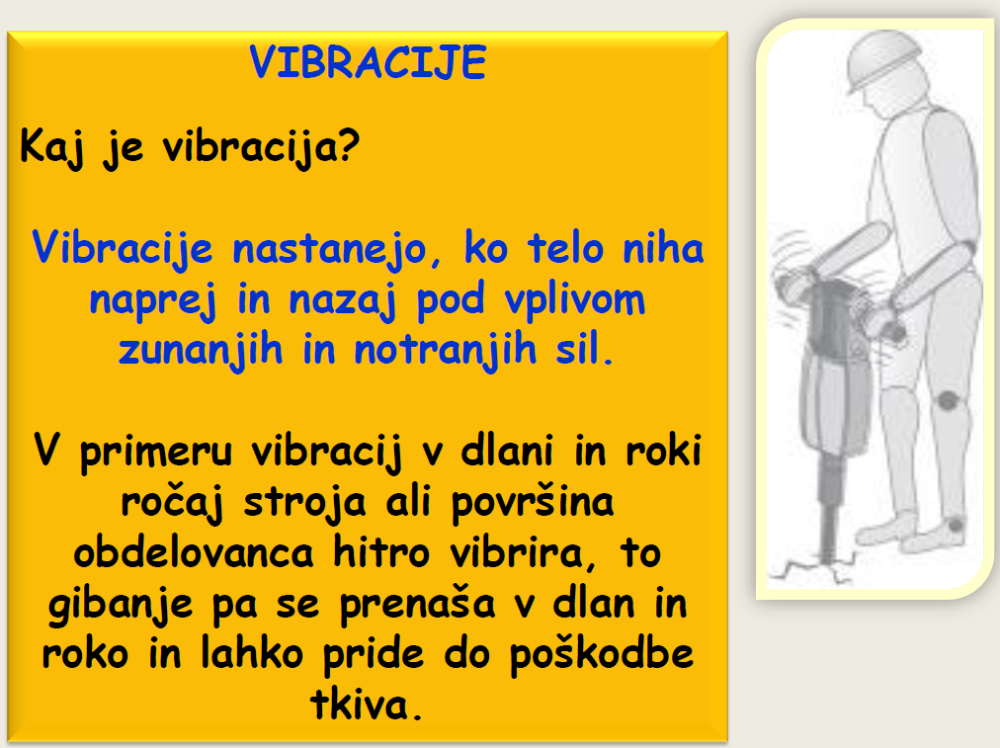 VIBRACIJE
Kaj je vibracija?
Vibracije nastanejo, ko telo niha
naprej in nazaj pod vplivom
zunanjih in notranjih sil.
V primeru vibracij v dlani in roki
ročaj stroja ali površina
obdelovanca hitro vibrira, to
gibanje pa se prenaša v dlan in
roko in lahko pride do poškodbe
tkiva.